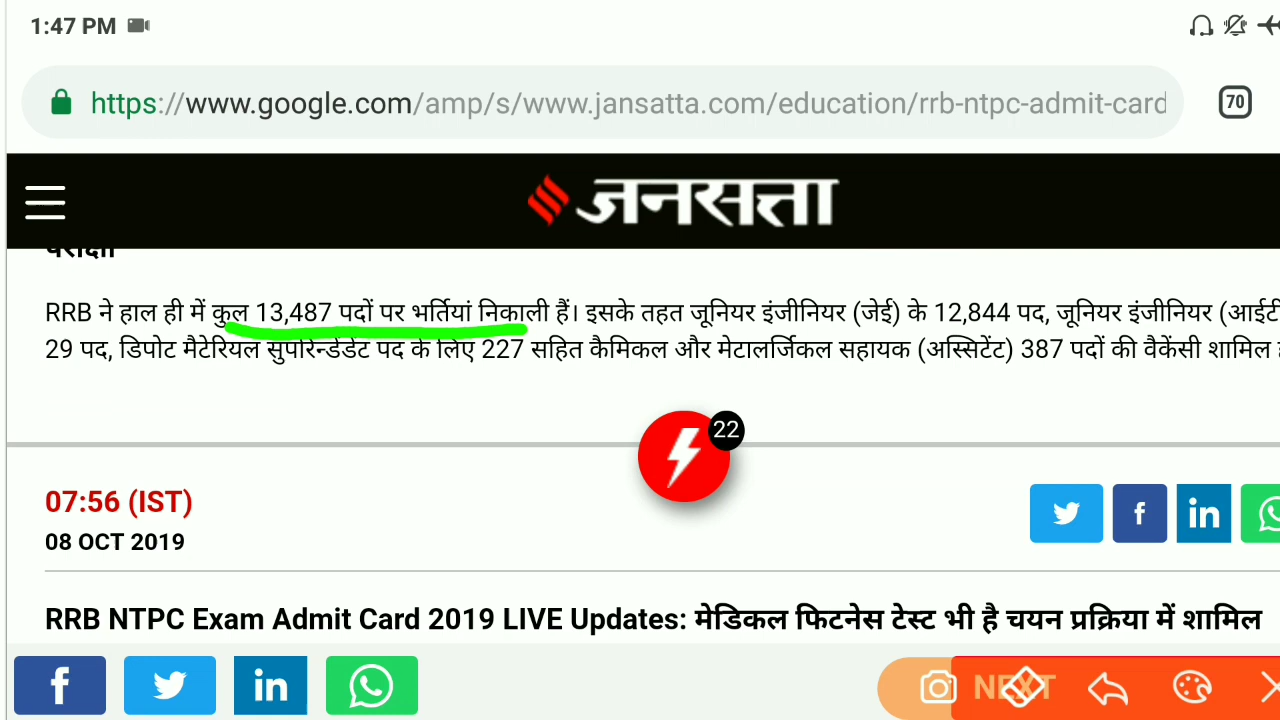 1:47 PM
https://www.google.com/amp/s/www.jansatta.com/education/rrb-ntpc-admit-card
70
जनसत्ता
परीक्षा
RRB ने हाल ही में कुल 13,487 पदों पर भर्तियां निकाली हैं। इसके तहत जूनियर इंजीनियर (जेई) के 12,844 पद, जूनियर इंजीनियर (आईटी
29 पद, डिपोट मैटेरियल सुपरिन्टेंडेंट पद के लिए 227 सहित कैमिकल और मेटालर्जिकल सहायक (अस्सिटेंट) 387 पदों की वैकेंसी शामिल
22
07:56 (IST)
08 OCT 2019
RRB NTPC Exam Admit Card 2019 LIVE Updates: मेडिकल फिटनेस टेस्ट भी है चयन प्रक्रिया में शामिल
NEXT